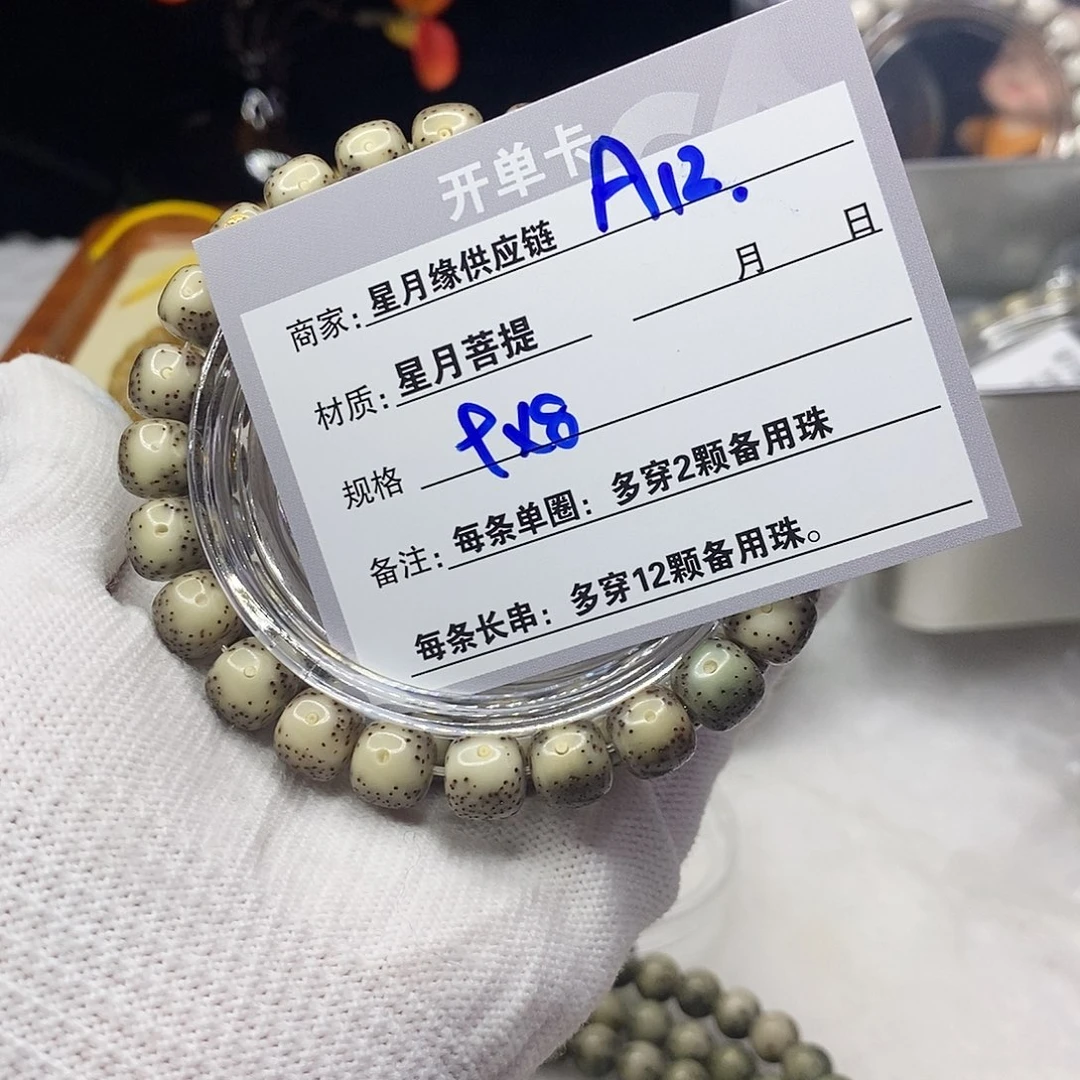 开单卡 A12.
商家: 星月缘供应链
月 日
材质: 星月菩提
规格 9x8
备注: 每条单圈：多穿2颗备用珠
每条长串：多穿12颗备用珠。